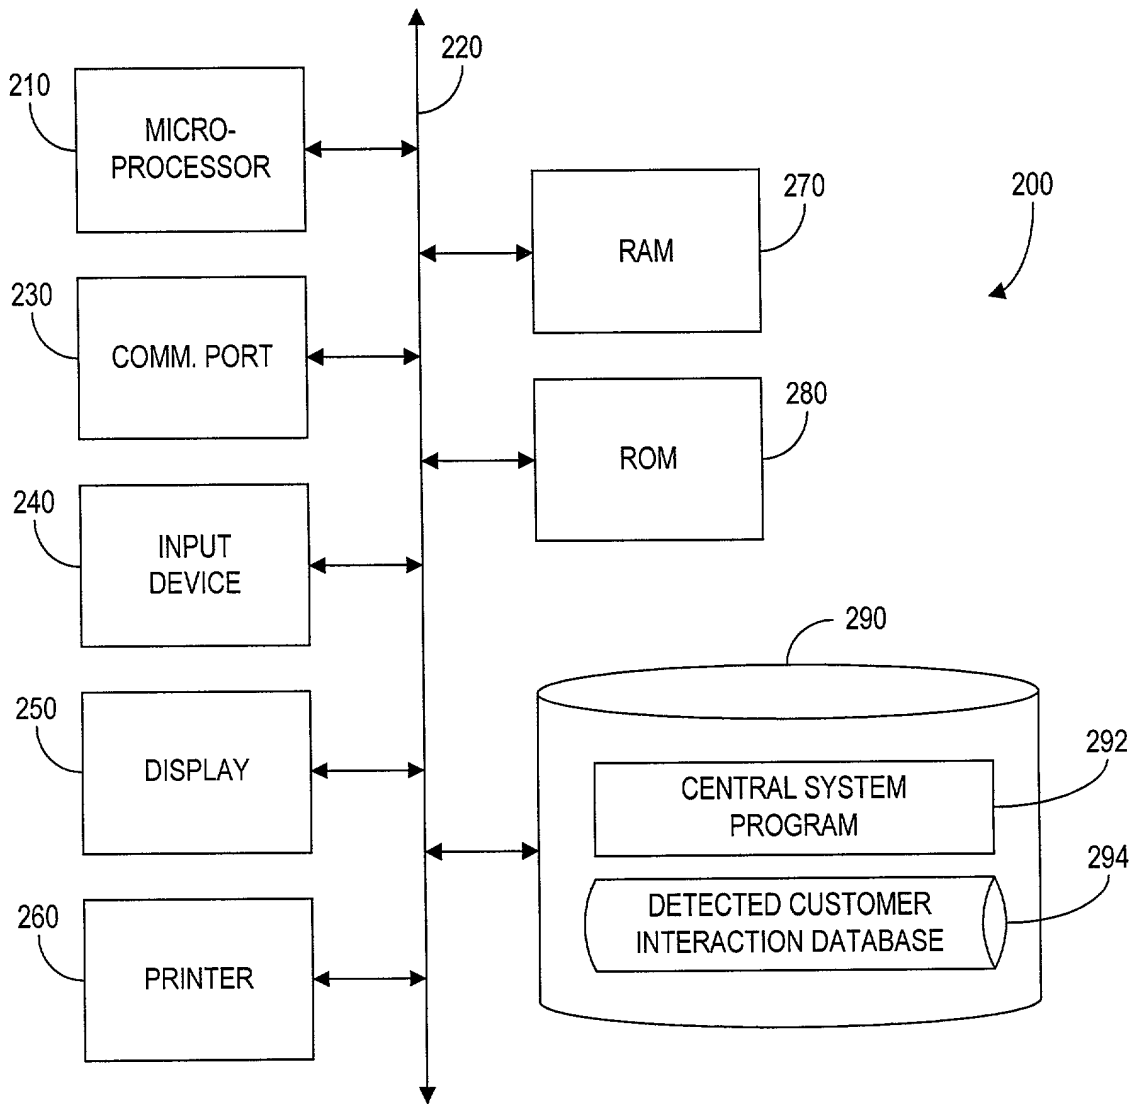 220
210
MICRO-
PROCESSOR
270
200
RAM
230
COMM. PORT
280
ROM
240
INPUT
DEVICE
290
250
DISPLAY
292
CENTRAL SYSTEM
PROGRAM
294
DETECTED CUSTOMER
INTERACTION DATABASE
260
PRINTER